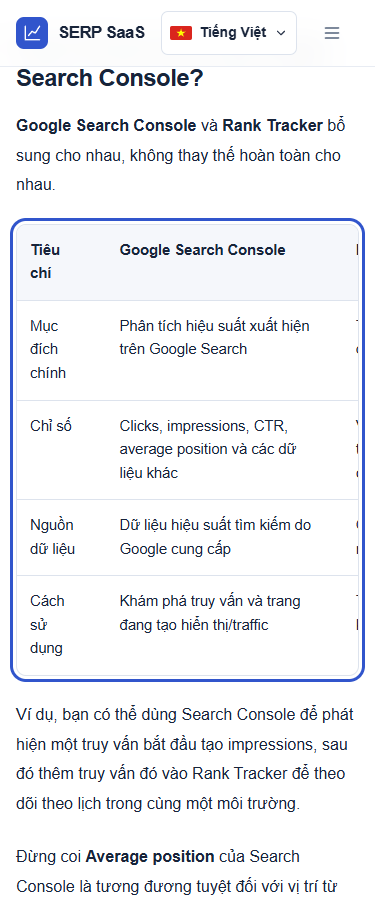 SERP SaaS
Tiếng Việt
Search Console?
Google Search Console và Rank Tracker bổ
sung cho nhau, không thay thế hoàn toàn cho
nhau.
Tiêu
chí
Google Search Console
Mục
đích
chính
Phân tích hiệu suất xuất hiện
trên Google Search
Chỉ số
Clicks, impressions, CTR,
average position và các dữ
liệu khác
Nguồn
dữ liệu
Dữ liệu hiệu suất tìm kiếm do
Google cung cấp
Cách
sử
dụng
Khám phá truy vấn và trang
đang tạo hiển thị/traffic
Ví dụ, bạn có thể dùng Search Console để phát
hiện một truy vấn bắt đầu tạo impressions, sau
đó thêm truy vấn đó vào Rank Tracker để theo
dõi theo lịch trong cùng một môi trường.
Đừng coi Average position của Search
Console là tương đương tuyệt đối với vị trí từ